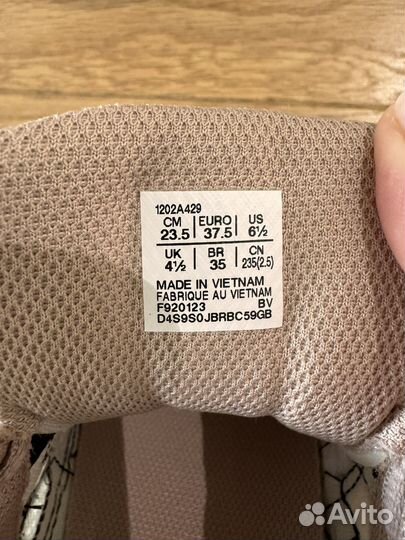 1202A429
CM EURO US
23.5 37.5 6½
UK BR CN
4½ 35 235(2.5)
MADE IN VIETNAM
FABRIQUE AU VIETNAM
F920123 BV
D4S9S0JBRBC59GB
Avito